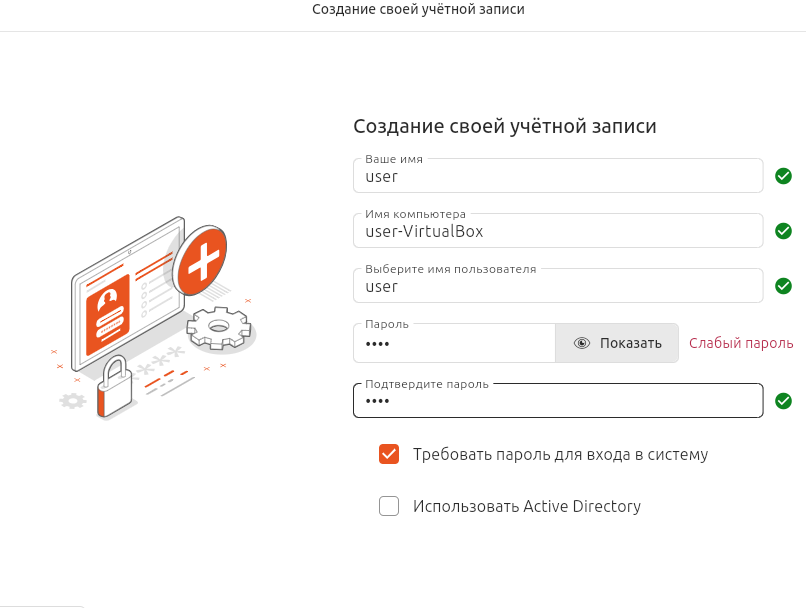 Создание своей учётной записи
Создание своей учётной записи
Ваше имя
user
Имя компьютера
user-VirtualBox
Выберите имя пользователя
user
Пароль
•••• Показать Слабый пароль
Подтвердите пароль
••••
Требовать пароль для входа в систему
Использовать Active Directory